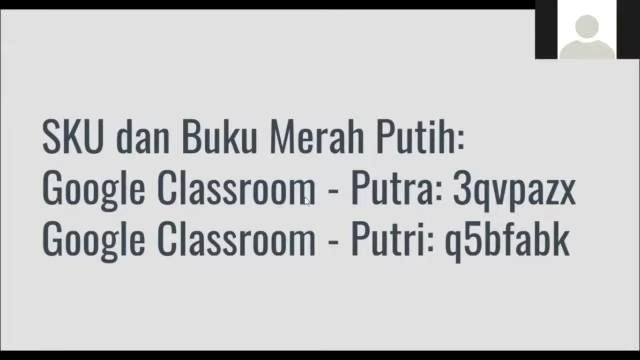 SKU dan Buku Merah Putih:
Google Classroom - Putra: 3qvpazx
Google Classroom - Putri: q5bfabk